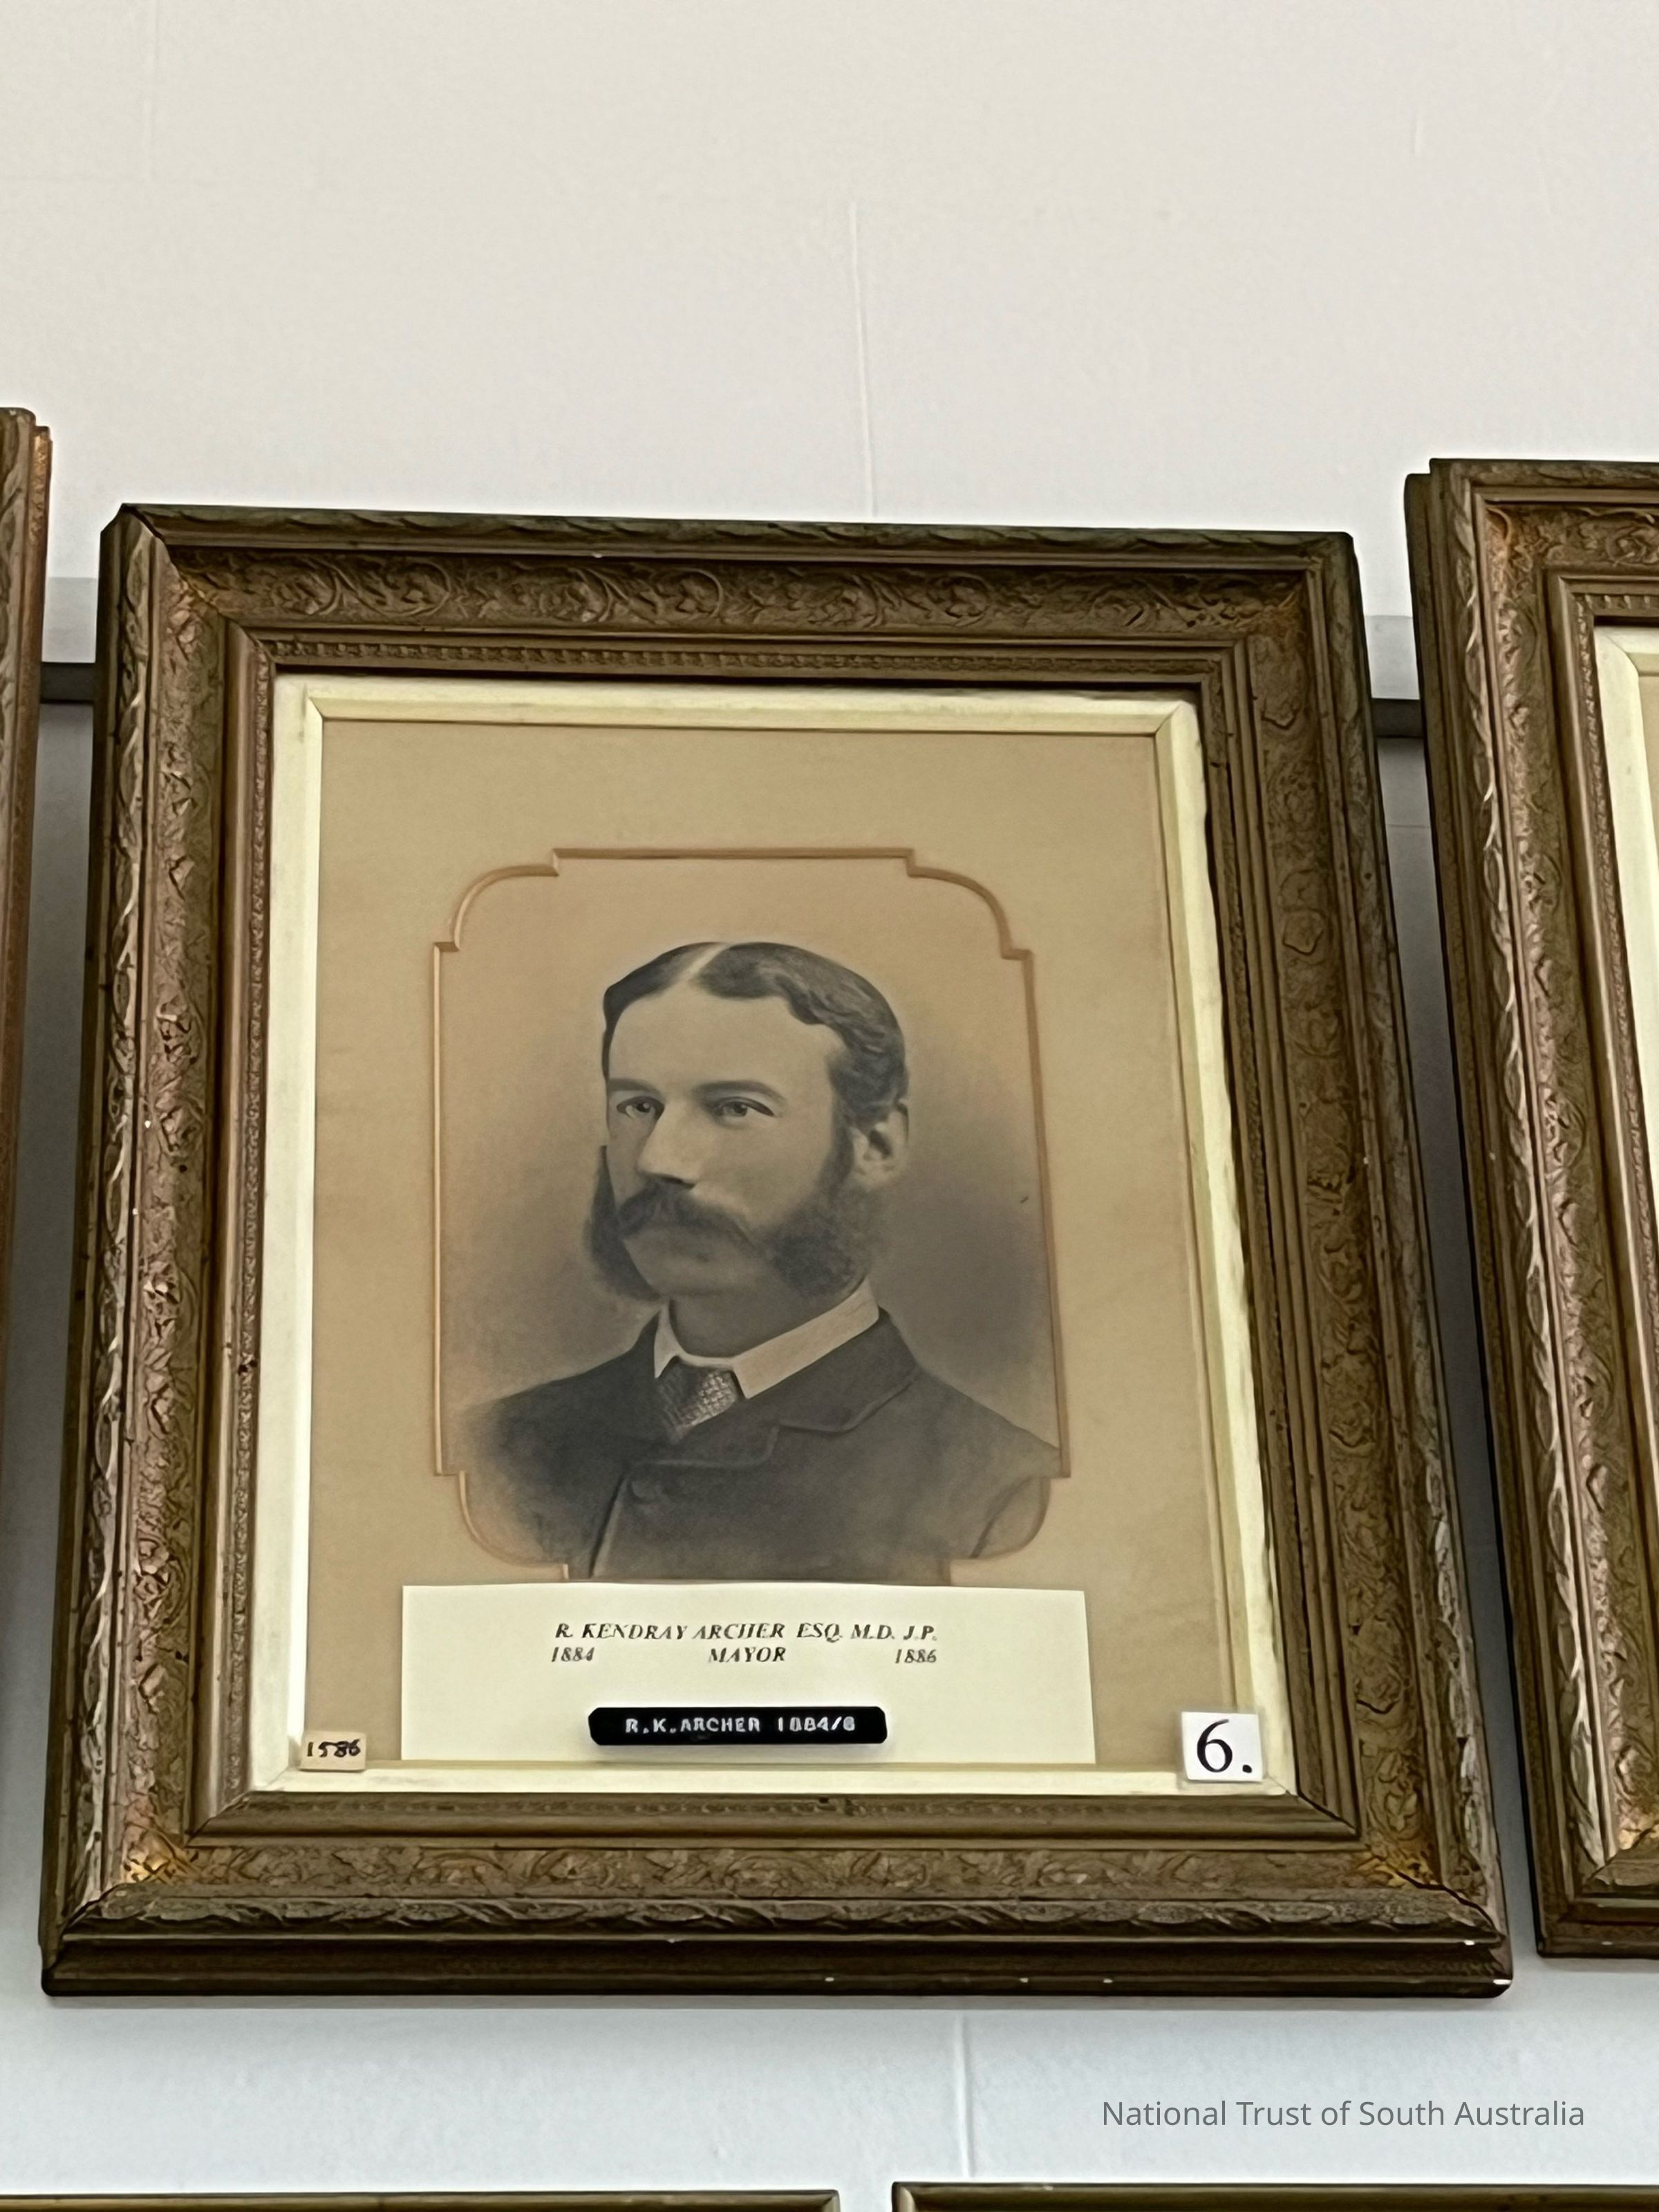 R. KENDRAY ARCHER ESQ. M.D. J.P.
1884 MAYOR 1886
R.K.ARCHER 1884/6
1586
6.
National Trust of South Australia